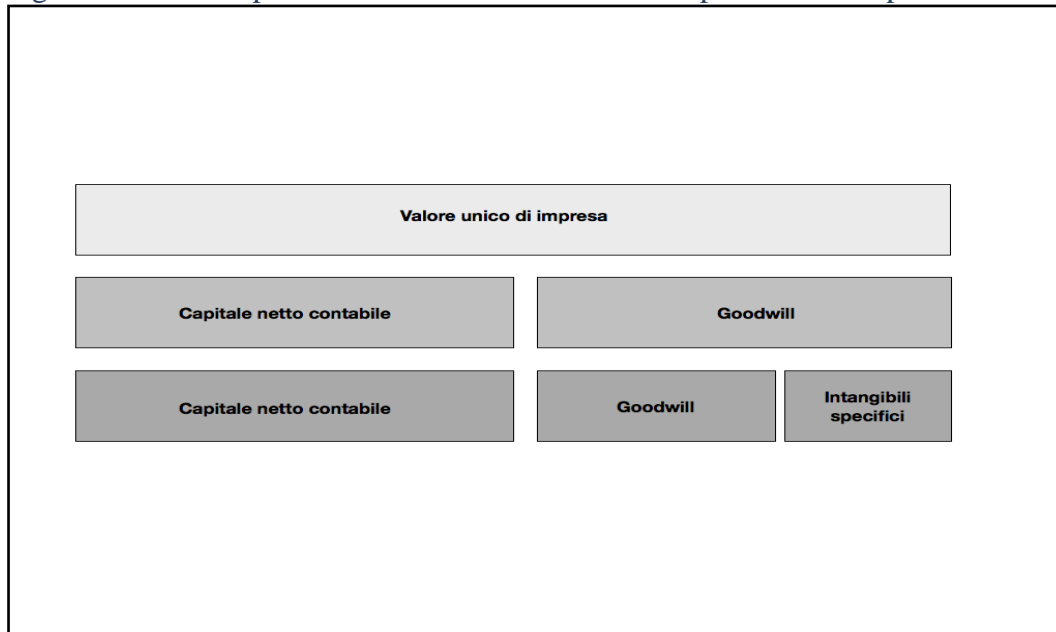 Valore unico di impresa
Capitale netto contabile
Goodwill
Capitale netto contabile
Goodwill
Intangibili
specifici